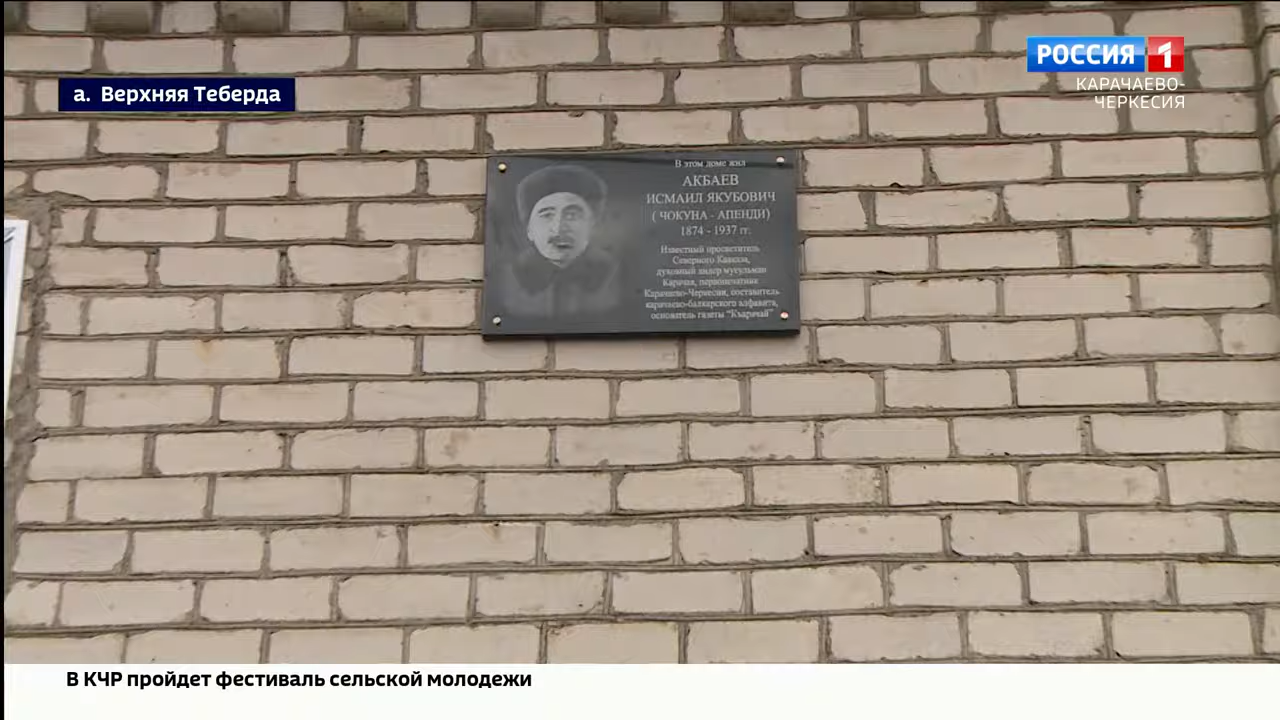 РОССИЯ 1
КАРАЧАЕВО-
ЧЕРКЕСИЯ
а. Верхняя Теберда
В этом доме жил
АКБАЕВ
ИСМАИЛ ЯКУБОВИЧ
( ЧОКУНА - АПЕНДИ)
1874 - 1937 гг.
Известный просветитель
Северного Кавказа,
духовный лидер мусульман
Карачая, первопечатник
Карачаево-Черкесии, составитель
карачаево-балкарского алфавита,
основатель газеты "Къарачай"
В КЧР пройдет фестиваль сельской молодежи